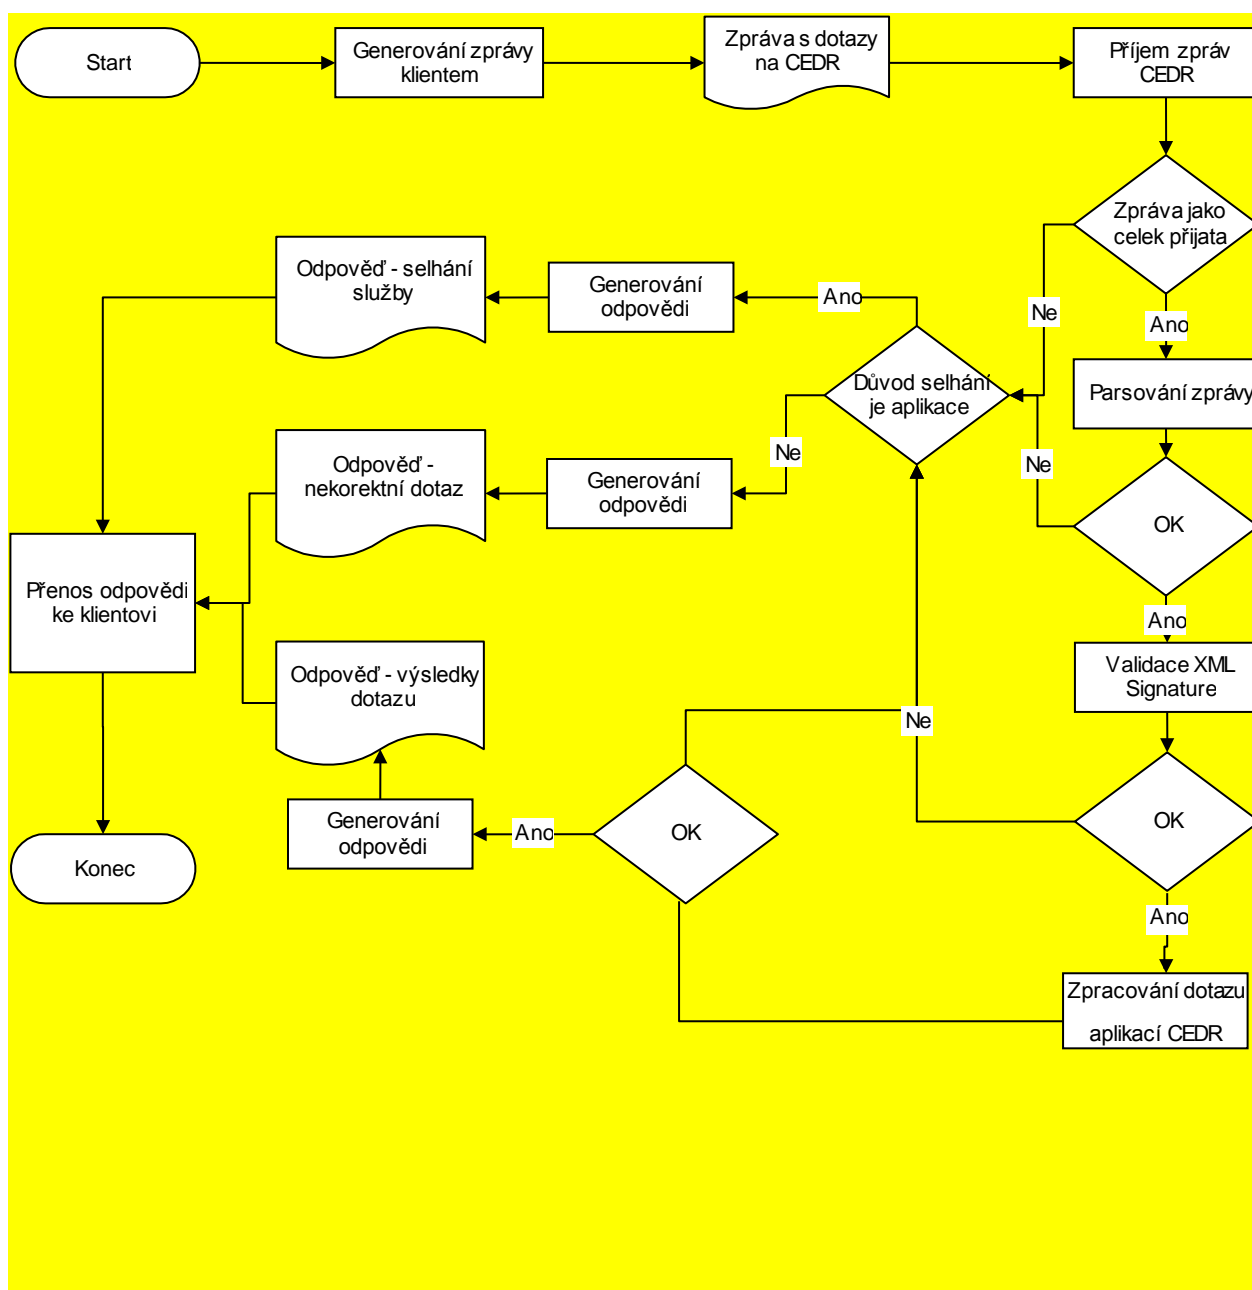 Start
Generování zprávy
klientem
Zpráva s dotazy
na CEDR
Příjem zpráv
CEDR
Zpráva jako
celek přijata
Odpověď - selhání
služby
Generování
odpovědi
Ano
Ne
Ano
Důvod selhání
je aplikace
Parsování zprávy
Odpověď -
nekorektní dotaz
Generování
odpovědi
Ne
Ne
OK
Přenos odpovědi
ke klientovi
Ano
Odpověď - výsledky
dotazu
Validace XML
Signature
Ne
Generování
odpovědi
Ano
OK
OK
Konec
Ano
Zpracování dotazu
aplikací CEDR